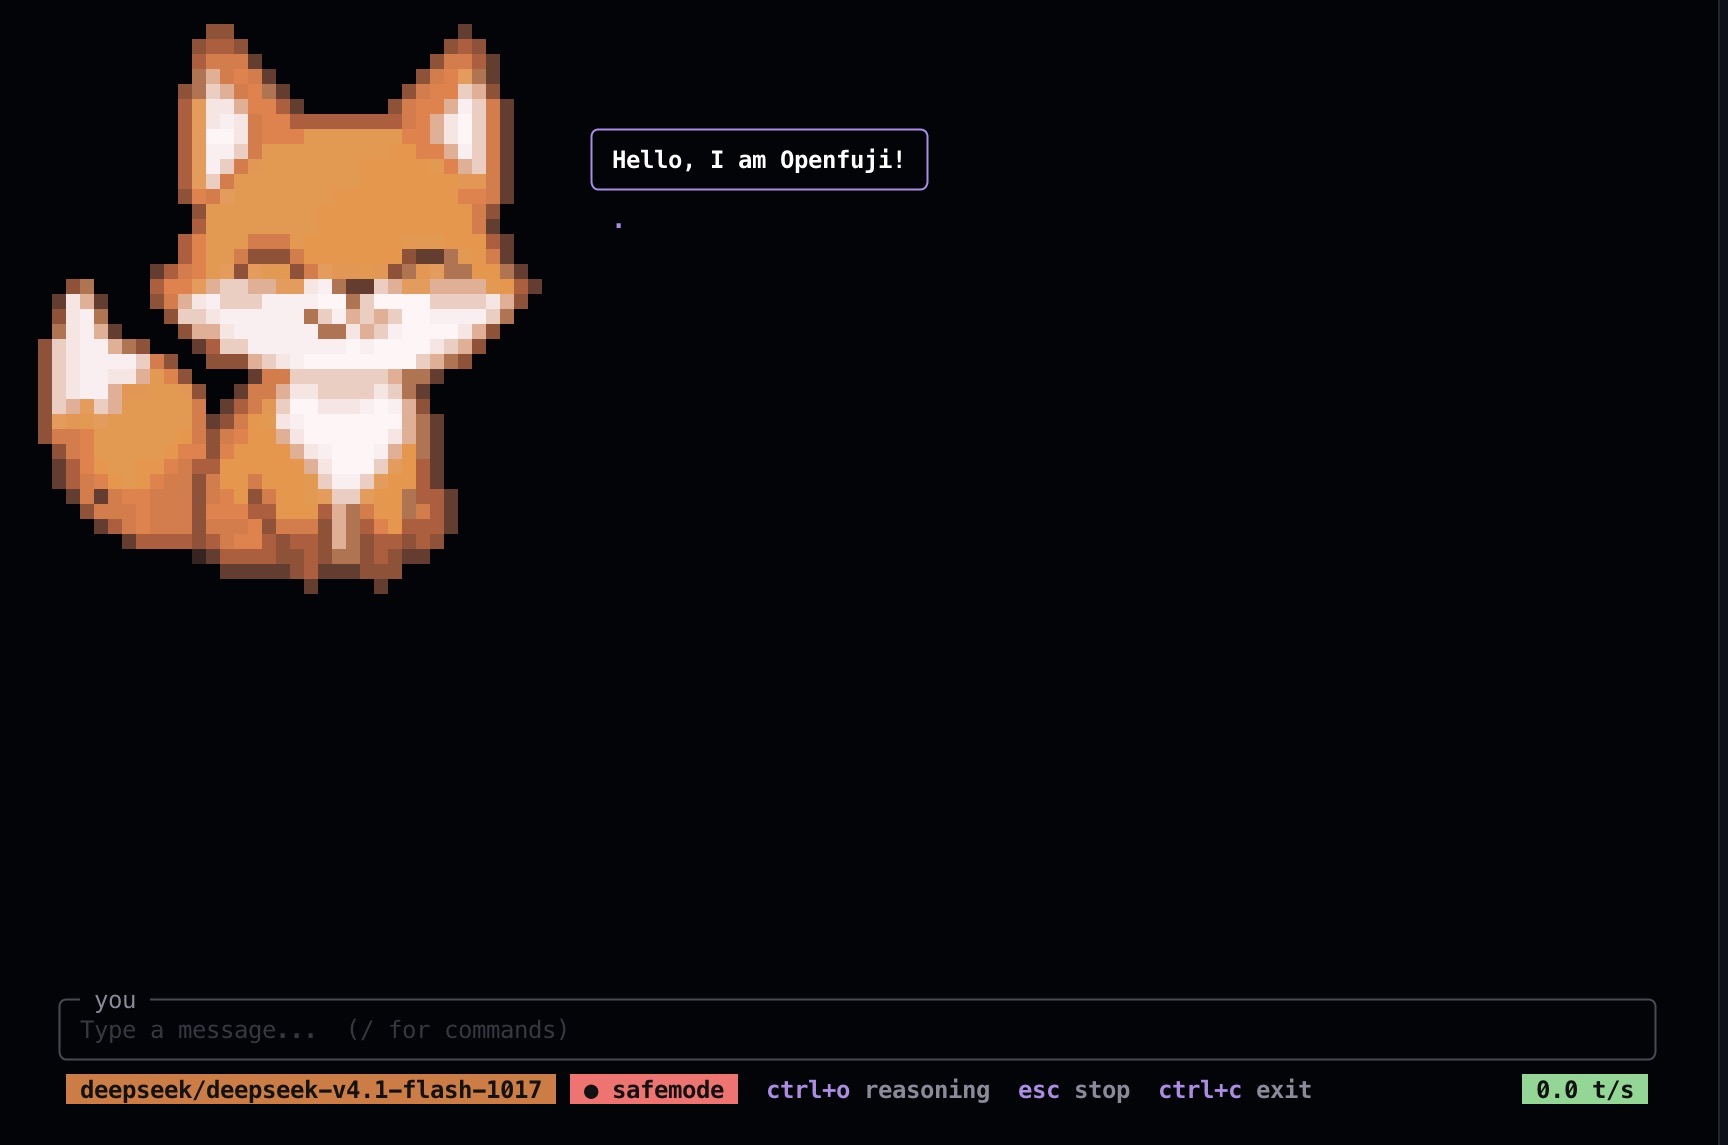 Hello, I am Openfuji!
.
you
Type a message...  (/ for commands)
deepseek/deepseek-v4.1-flash-1017 ● safemode ctrl+o reasoning esc stop ctrl+c exit 0.0 t/s